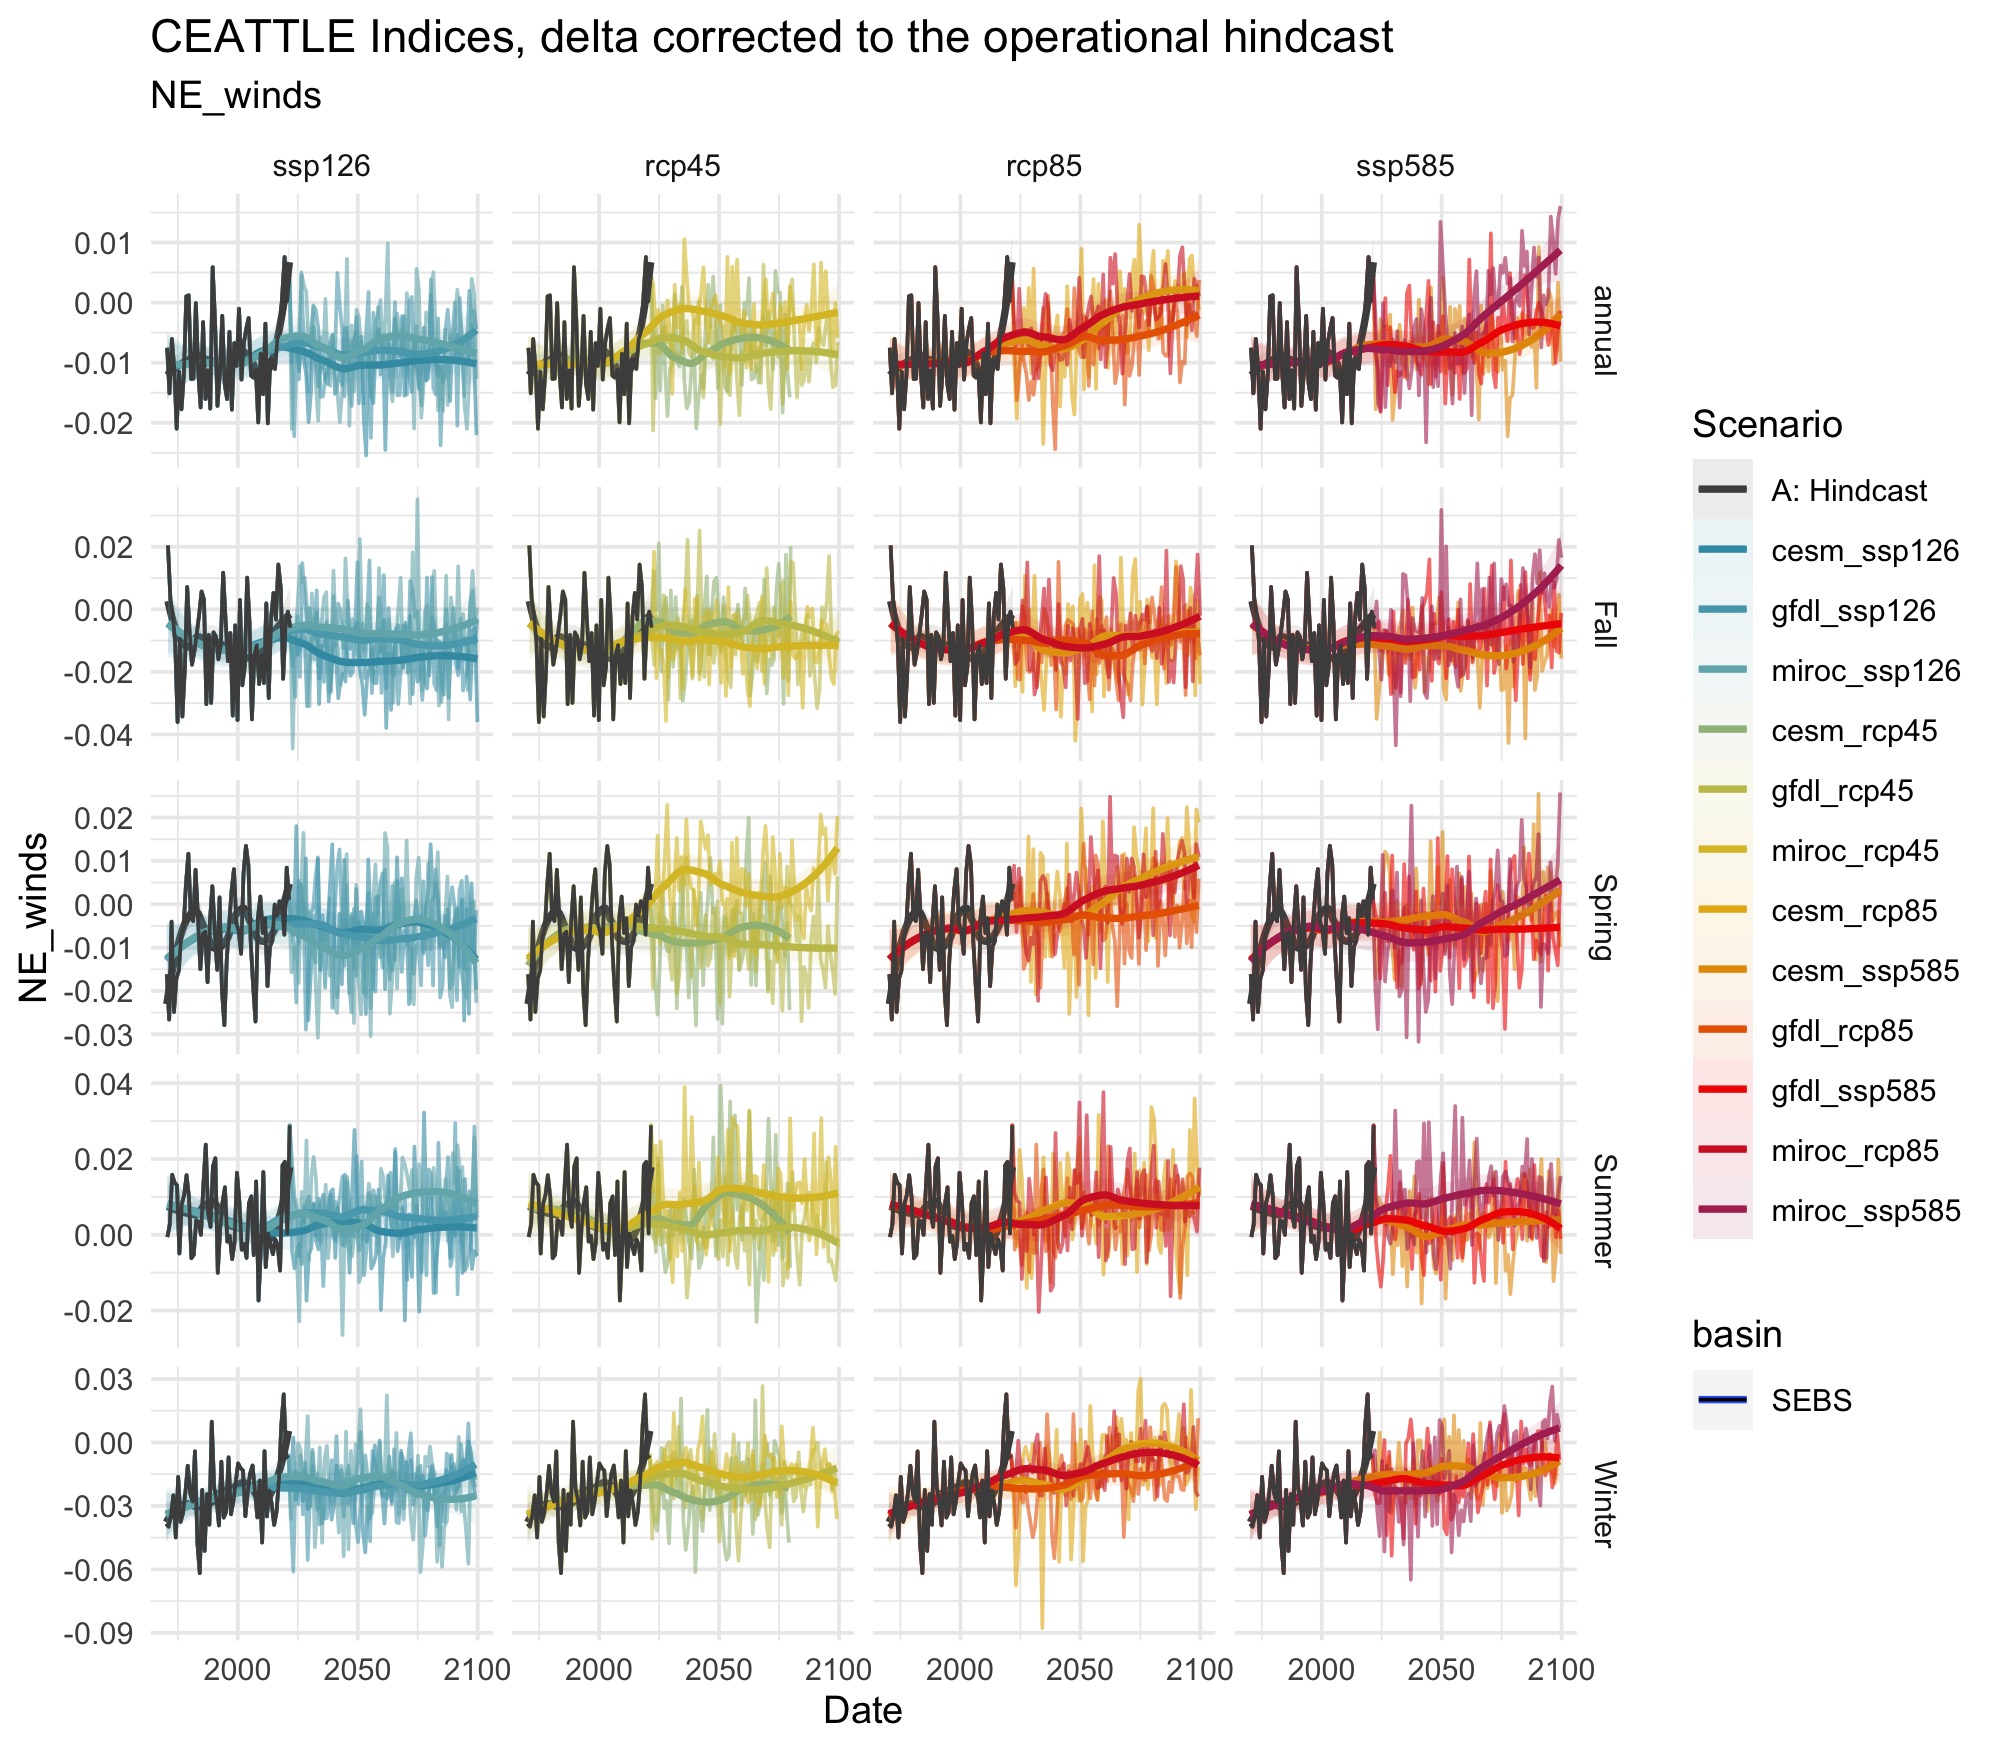 CEATTLE Indices, delta corrected to the operational hindcast
NE_winds
ssp126 rcp45 rcp85 ssp585
0.01
0.00
-0.01
-0.02
annual
0.02
0.00
-0.02
-0.04
Fall
0.02
0.01
0.00
-0.01
-0.02
-0.03
Spring
0.04
0.02
0.00
-0.02
Summer
0.03
0.00
-0.03
-0.06
-0.09
Winter
NE_winds
2000 2050 2100 2000 2050 2100 2000 2050 2100 2000 2050 2100
Date
Scenario
A: Hindcast
cesm_ssp126
gfdl_ssp126
miroc_ssp126
cesm_rcp45
gfdl_rcp45
miroc_rcp45
cesm_rcp85
cesm_ssp585
gfdl_rcp85
gfdl_ssp585
miroc_rcp85
miroc_ssp585
basin
SEBS